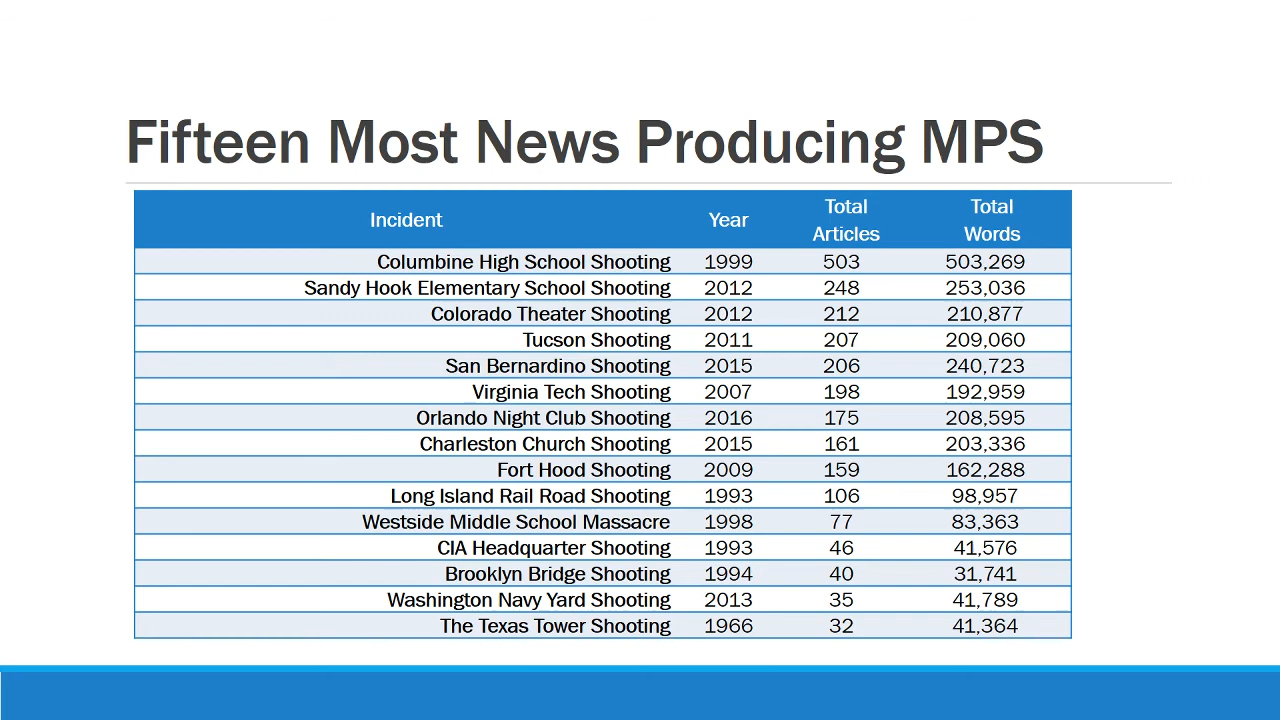 Fifteen Most News Producing MPS
Incident Year Total Articles Total Words
Columbine High School Shooting 1999 503 503,269
Sandy Hook Elementary School Shooting 2012 248 253,036
Colorado Theater Shooting 2012 212 210,877
Tucson Shooting 2011 207 209,060
San Bernardino Shooting 2015 206 240,723
Virginia Tech Shooting 2007 198 192,959
Orlando Night Club Shooting 2016 175 208,595
Charleston Church Shooting 2015 161 203,336
Fort Hood Shooting 2009 159 162,288
Long Island Rail Road Shooting 1993 106 98,957
Westside Middle School Massacre 1998 77 83,363
CIA Headquarter Shooting 1993 46 41,576
Brooklyn Bridge Shooting 1994 40 31,741
Washington Navy Yard Shooting 2013 35 41,789
The Texas Tower Shooting 1966 32 41,364